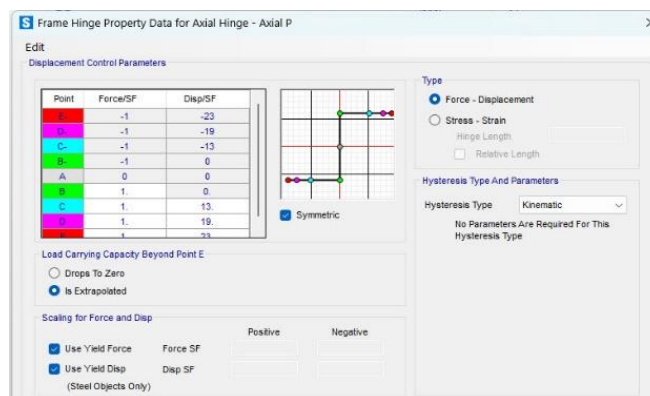 Frame Hinge Property Data for Axial Hinge - Axial P
Edit
Displacement Control Parameters
Point Force/SF Disp/SF
E- -1 -23
D- -1 -19
C- -1 -13
B- -1 0
A 0 0
B 1. 0.
C 1. 13.
D 1. 19.
E 1. 23.
Symmetric
Load Carrying Capacity Beyond Point E
Drops To Zero
Is Extrapolated
Scaling for Force and Disp
Positive Negative
Use Yield Force Force SF
Use Yield Disp Disp SF
(Steel Objects Only)
Type
Force - Displacement
Stress - Strain
Hinge Length
Relative Length
Hysteresis Type And Parameters
Hysteresis Type Kinematic
No Parameters Are Required For This
Hysteresis Type